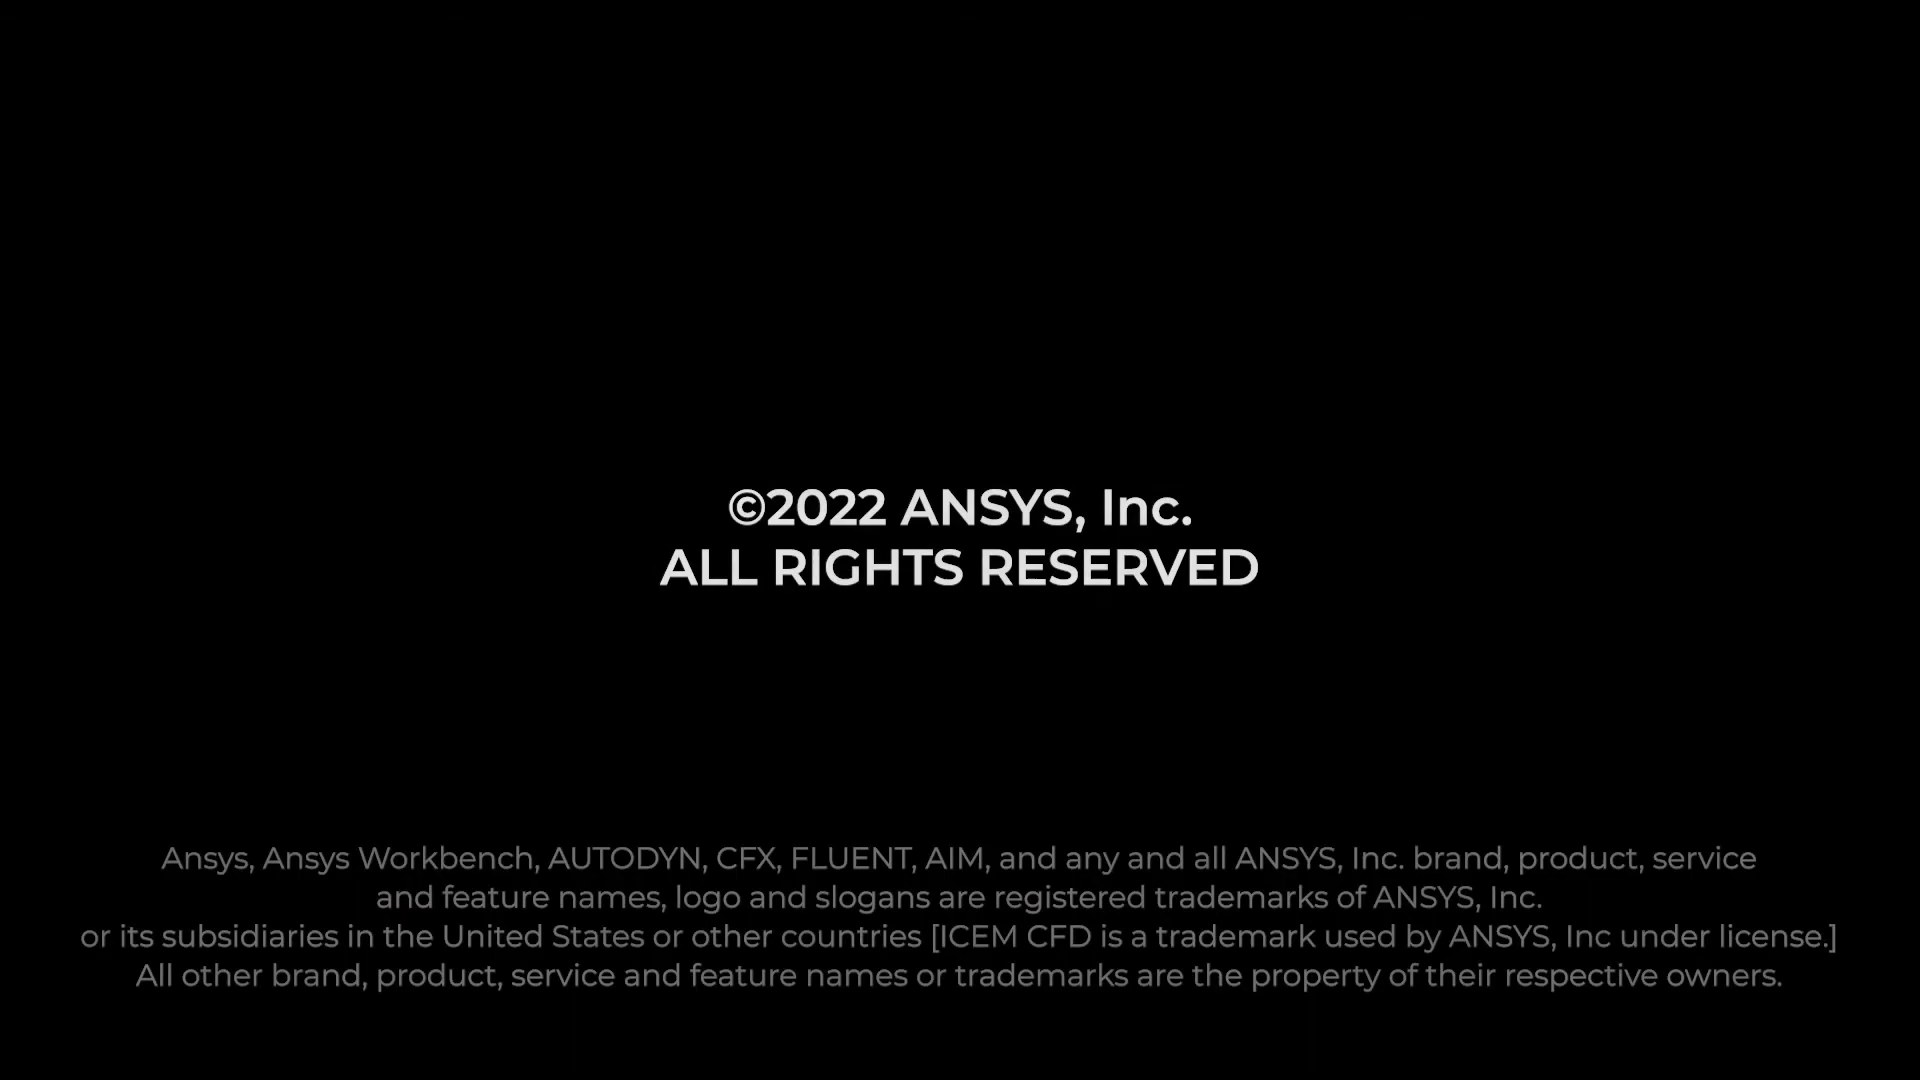 ©2022 ANSYS, Inc.
ALL RIGHTS RESERVED
Ansys, Ansys Workbench, AUTODYN, CFX, FLUENT, AIM, and any and all ANSYS, Inc. brand, product, service
and feature names, logo and slogans are registered trademarks of ANSYS, Inc.
or its subsidiaries in the United States or other countries [ICEM CFD is a trademark used by ANSYS, Inc under license.]
All other brand, product, service and feature names or trademarks are the property of their respective owners.